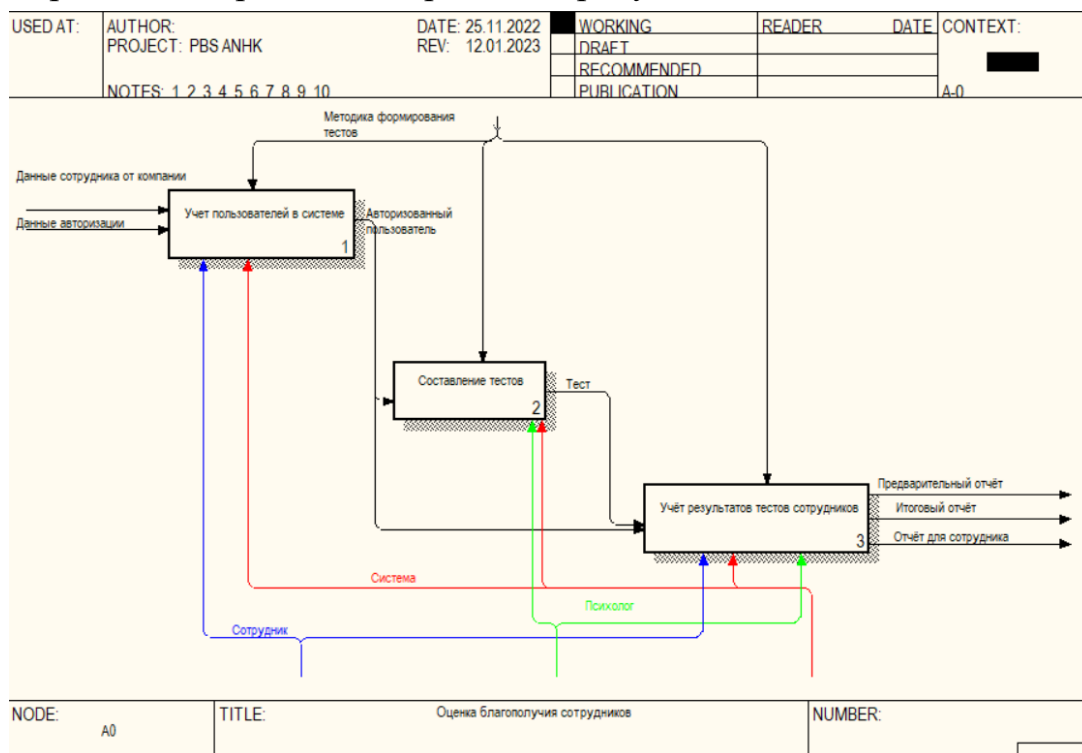 USED AT:
AUTHOR:
PROJECT: PBS ANHK
DATE: 25.11.2022
REV: 12.01.2023
NOTES: 1 2 3 4 5 6 7 8 9 10
WORKING
DRAFT
RECOMMENDED
PUBLICATION
READER
DATE
CONTEXT:
A-0
Методика формирования
тестов
Данные сотрудника от компании
Данные авторизации
Учет пользователей в системе
1
Авторизованный
пользователь
Составление тестов
2
Тест
Учёт результатов тестов сотрудников
3
Предварительный отчёт
Итоговый отчёт
Отчёт для сотрудника
Система
Психолог
Сотрудник
NODE:
A0
TITLE:
Оценка благополучия сотрудников
NUMBER: